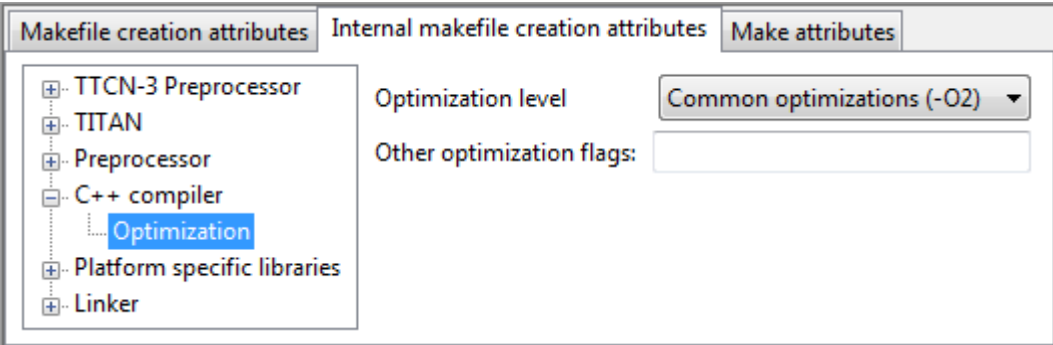 Makefile creation attributes Internal makefile creation attributes Make attributes
TTCN-3 Preprocessor
TITAN
Preprocessor
C++ compiler
Optimization
Platform specific libraries
Linker
Optimization level Common optimizations (-O2)
Other optimization flags: